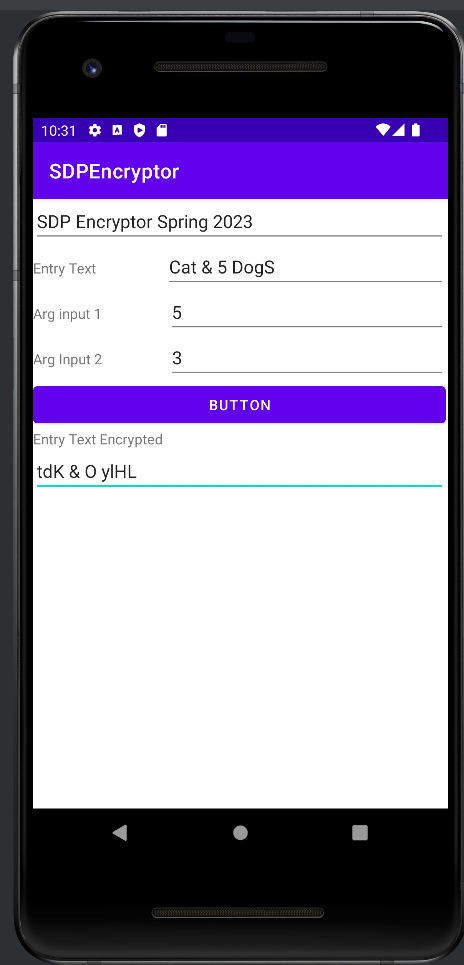 10:31
SDPEncryptor
SDP Encryptor Spring 2023
Entry Text Cat & 5 DogS
Arg input 1 5
Arg Input 2 3
BUTTON
Entry Text Encrypted
tdK & O ylHL